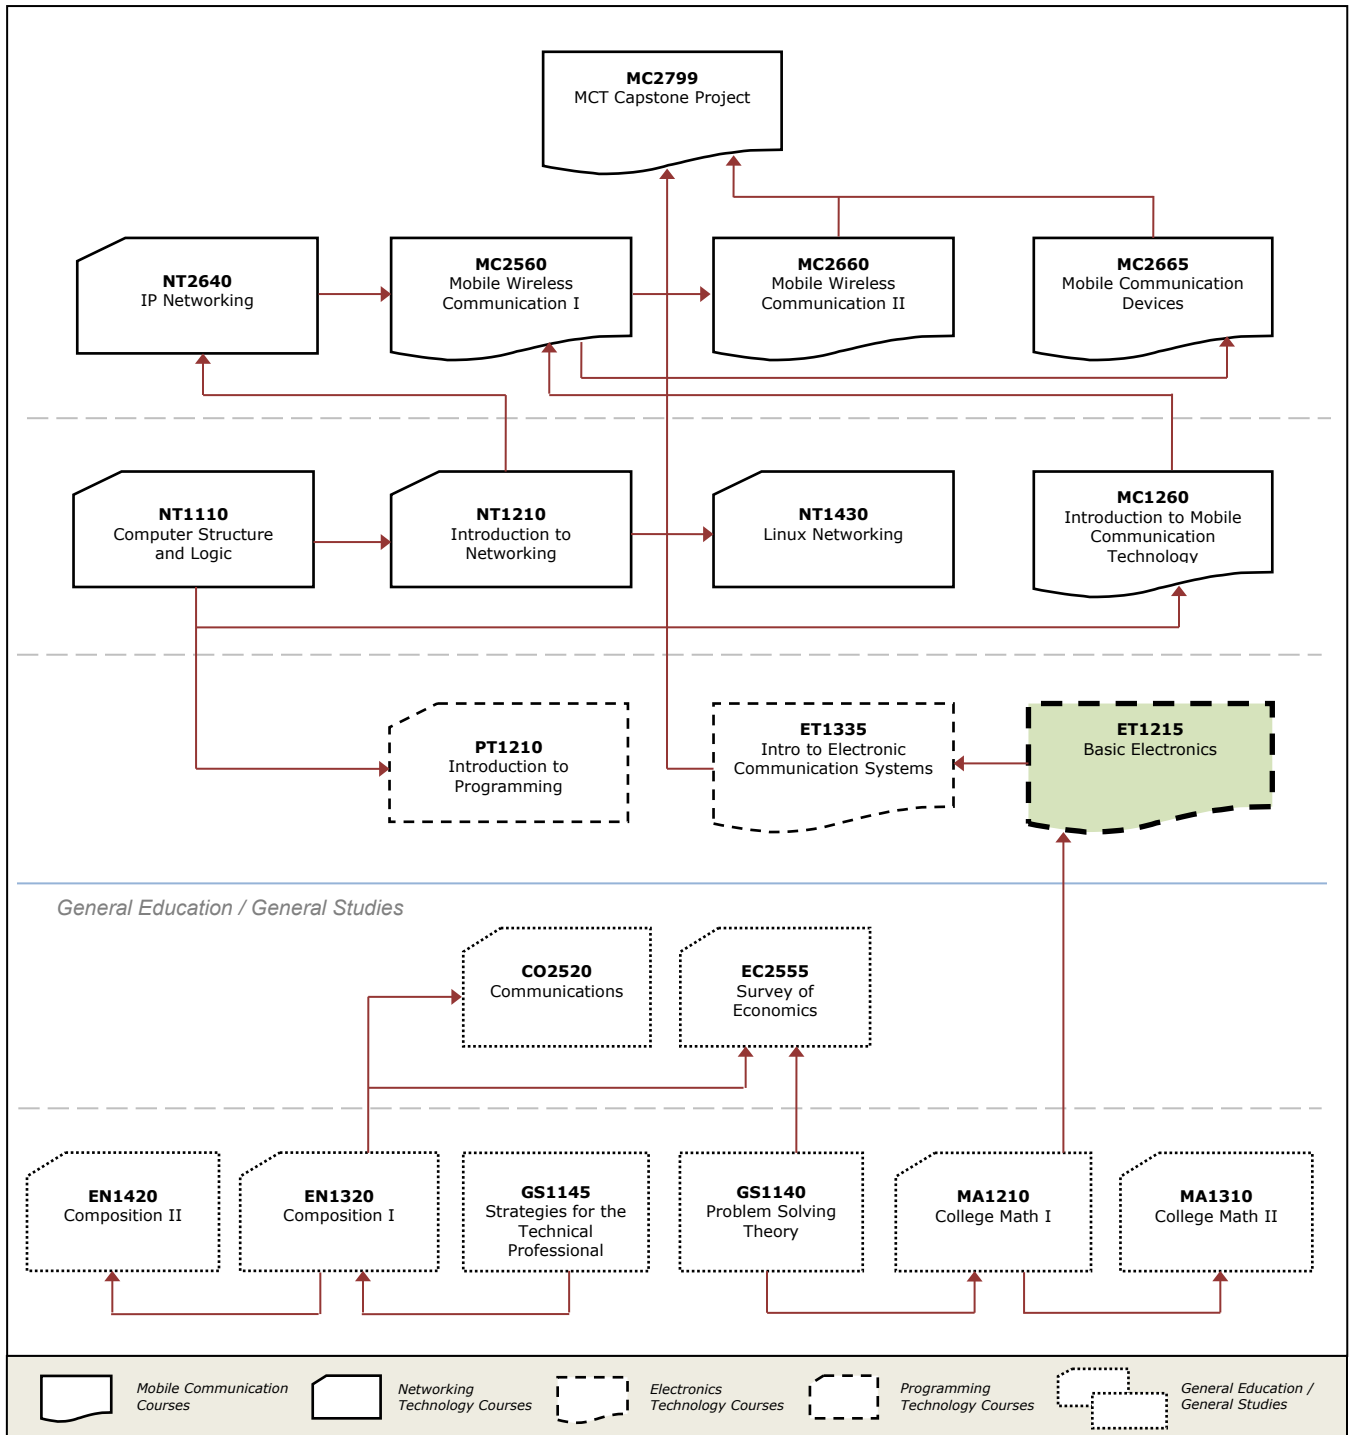 MC2799
MCT Capstone Project
NT2640
IP Networking
MC2560
Mobile Wireless
Communication I
MC2660
Mobile Wireless
Communication II
MC2665
Mobile Communication
Devices
NT1110
Computer Structure
and Logic
NT1210
Introduction to
Networking
NT1430
Linux Networking
MC1260
Introduction to Mobile
Communication
Technology
PT1210
Introduction to
Programming
ET1335
Intro to Electronic
Communication Systems
ET1215
Basic Electronics
General Education / General Studies
CO2520
Communications
EC2555
Survey of
Economics
EN1420
Composition II
EN1320
Composition I
GS1145
Strategies for the
Technical
Professional
GS1140
Problem Solving
Theory
MA1210
College Math I
MA1310
College Math II
Mobile Communication
Courses
Networking
Technology Courses
Electronics
Technology Courses
Programming
Technology Courses
General Education /
General Studies